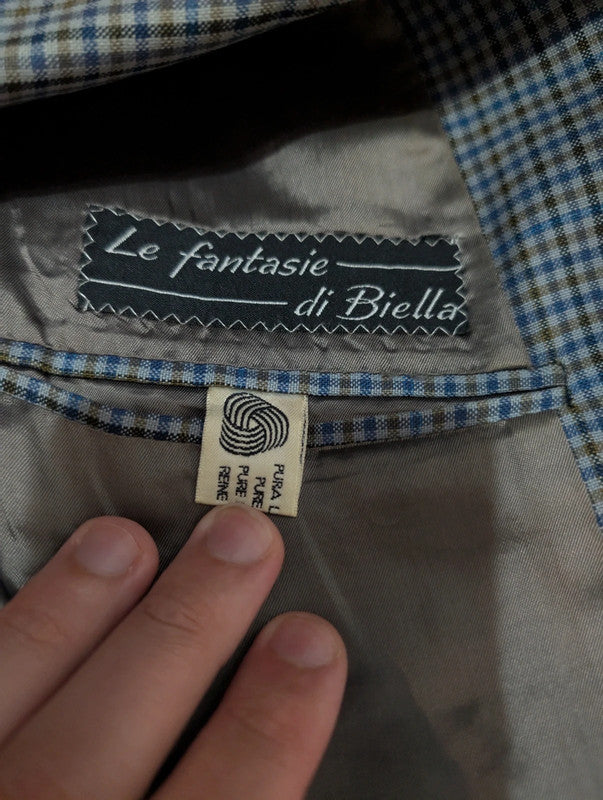 Le fantasie
di Biella
PURA L
PURE
PURE
REINE